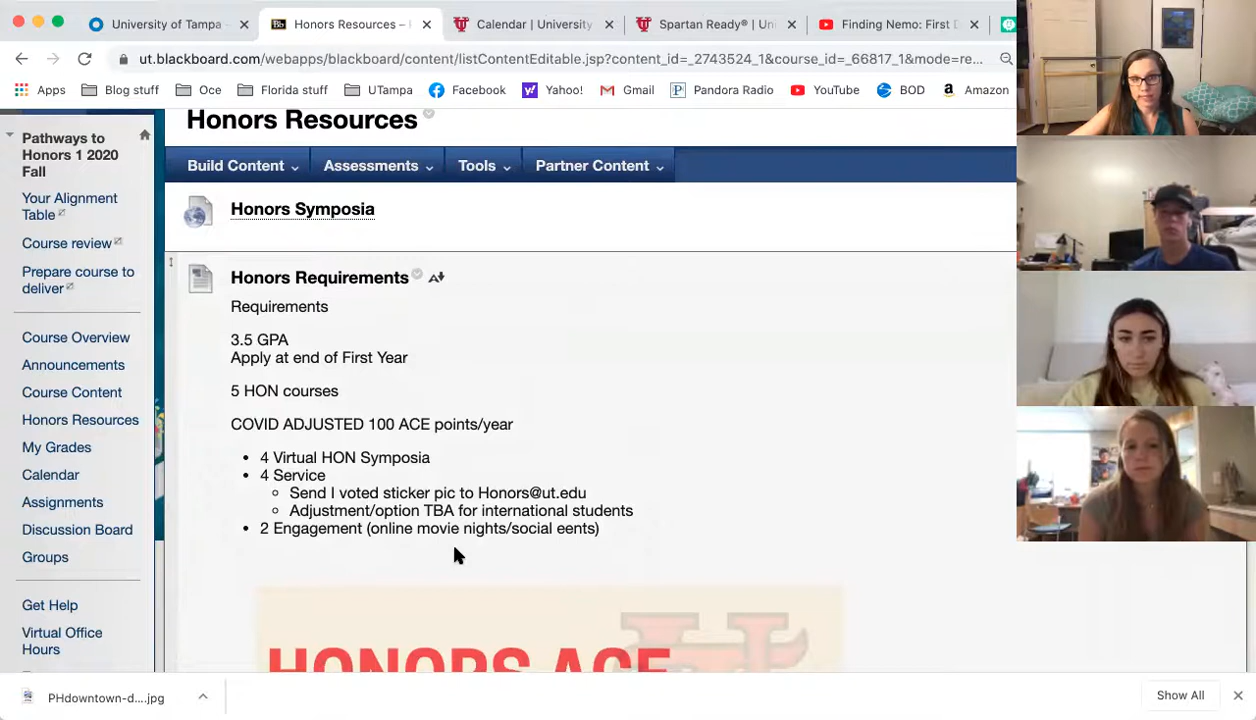 University of Tampa -
Honors Resources –
Calendar | University
Spartan Ready® | Un
Finding Nemo: First D
ut.blackboard.com/webapps/blackboard/content/listContentEditable.jsp?content_id=_2743524_1&course_id=_66817_1&mode=re...
Apps Blog stuff Oce Florida stuff UTampa Facebook Yahoo! Gmail Pandora Radio YouTube BOD Amazon
Pathways to
Honors 1 2020
Fall
Your Alignment
Table
Course review
Prepare course to
deliver
Course Overview
Announcements
Course Content
Honors Resources
My Grades
Calendar
Assignments
Discussion Board
Groups
Get Help
Virtual Office
Hours
Honors Resources
Build Content Assessments Tools Partner Content
Honors Symposia
Honors Requirements
Requirements
3.5 GPA
Apply at end of First Year
5 HON courses
COVID ADJUSTED 100 ACE points/year
• 4 Virtual HON Symposia
• 4 Service
○ Send I voted sticker pic to Honors@ut.edu
○ Adjustment/option TBA for international students
• 2 Engagement (online movie nights/social eents)
HONORS ACE
PHdowntown-d....jpg
Show All